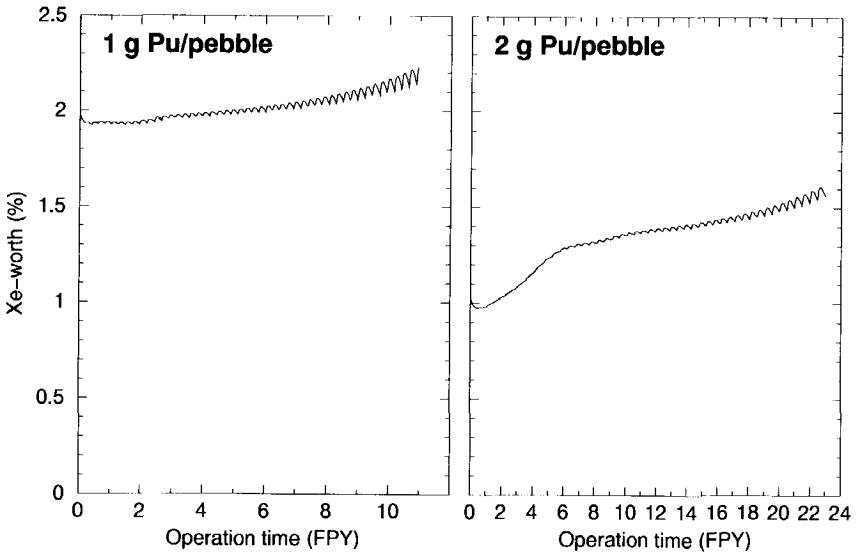 1 g Pu/pebble
2 g Pu/pebble
Xe-worth (%)
2.5
2
1.5
1
0.5
0
0 2 4 6 8 10
0 2 4 6 8 10 12 14 16 18 20 22 24
Operation time (FPY)
Operation time (FPY)